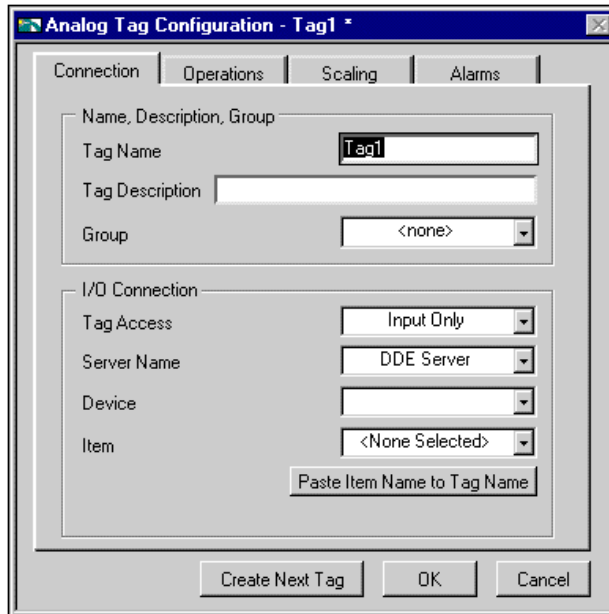 Analog Tag Configuration - Tag1 *
Connection Operations Scaling Alarms
Name, Description, Group
Tag Name Tag1
Tag Description
Group <none>
I/O Connection
Tag Access Input Only
Server Name DDE Server
Device
Item <None Selected>
Paste Item Name to Tag Name
Create Next Tag OK Cancel